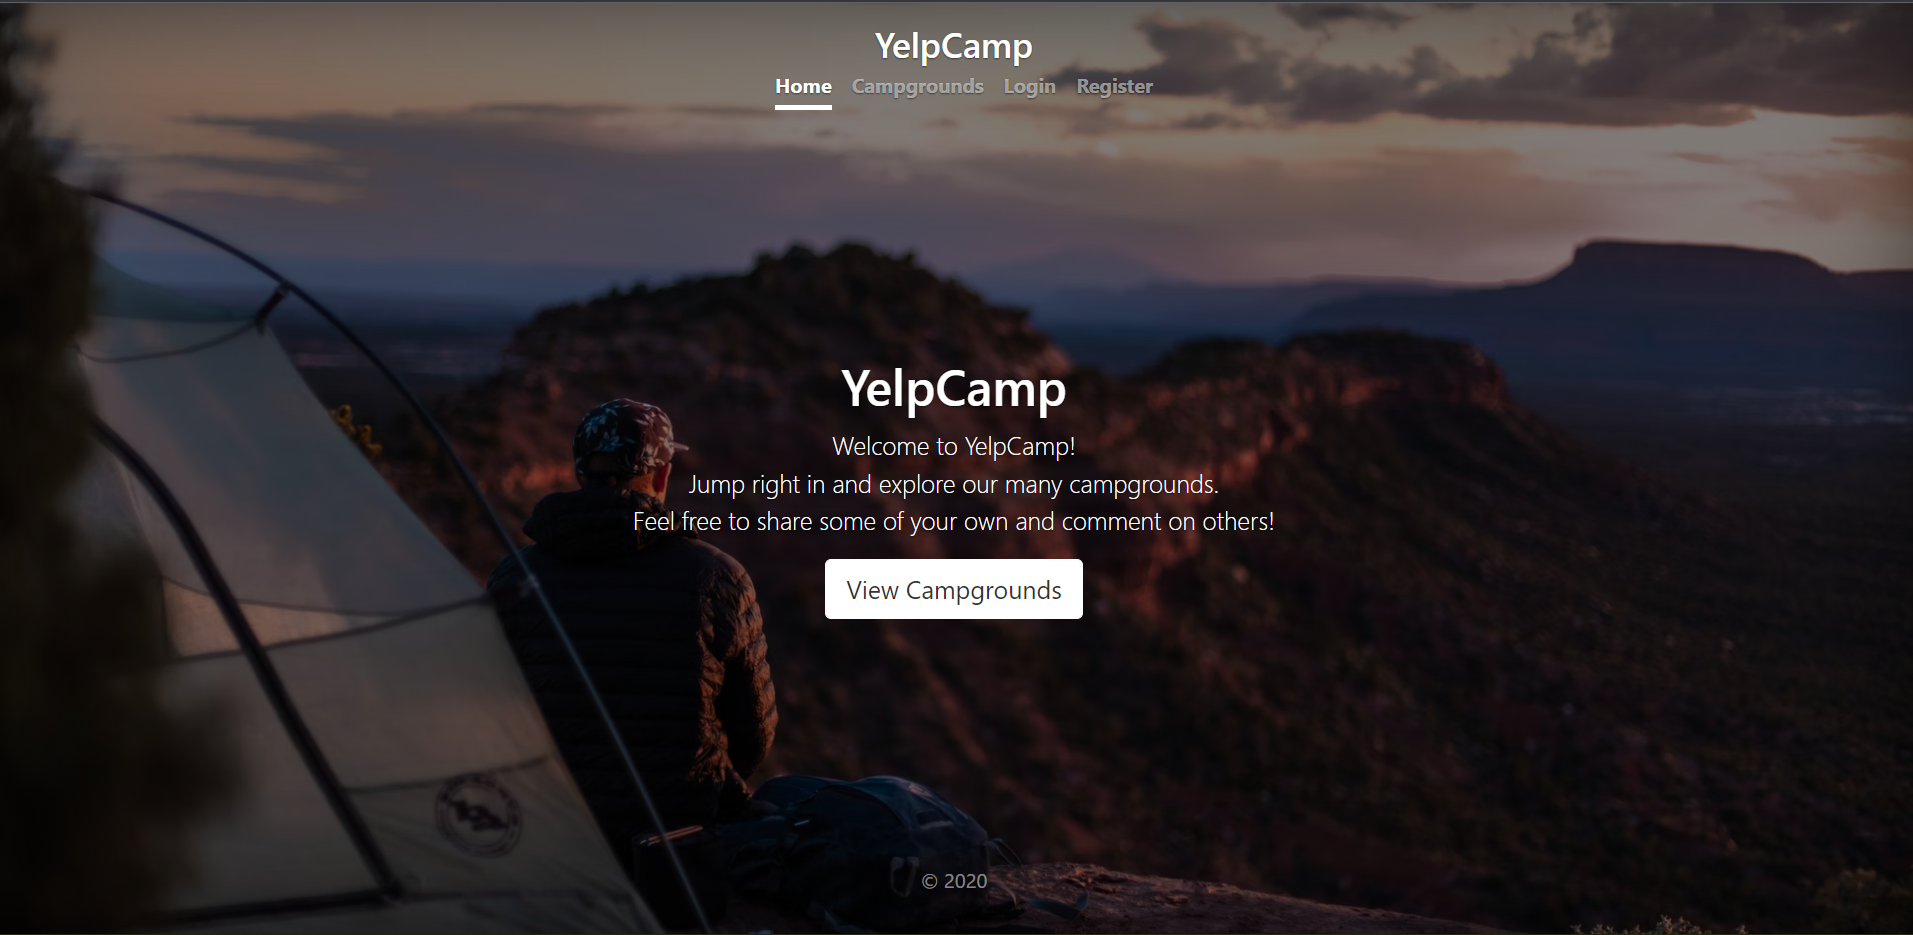 YelpCamp
Home Campgrounds Login Register
YelpCamp
Welcome to YelpCamp!
Jump right in and explore our many campgrounds.
Feel free to share some of your own and comment on others!
View Campgrounds
© 2020